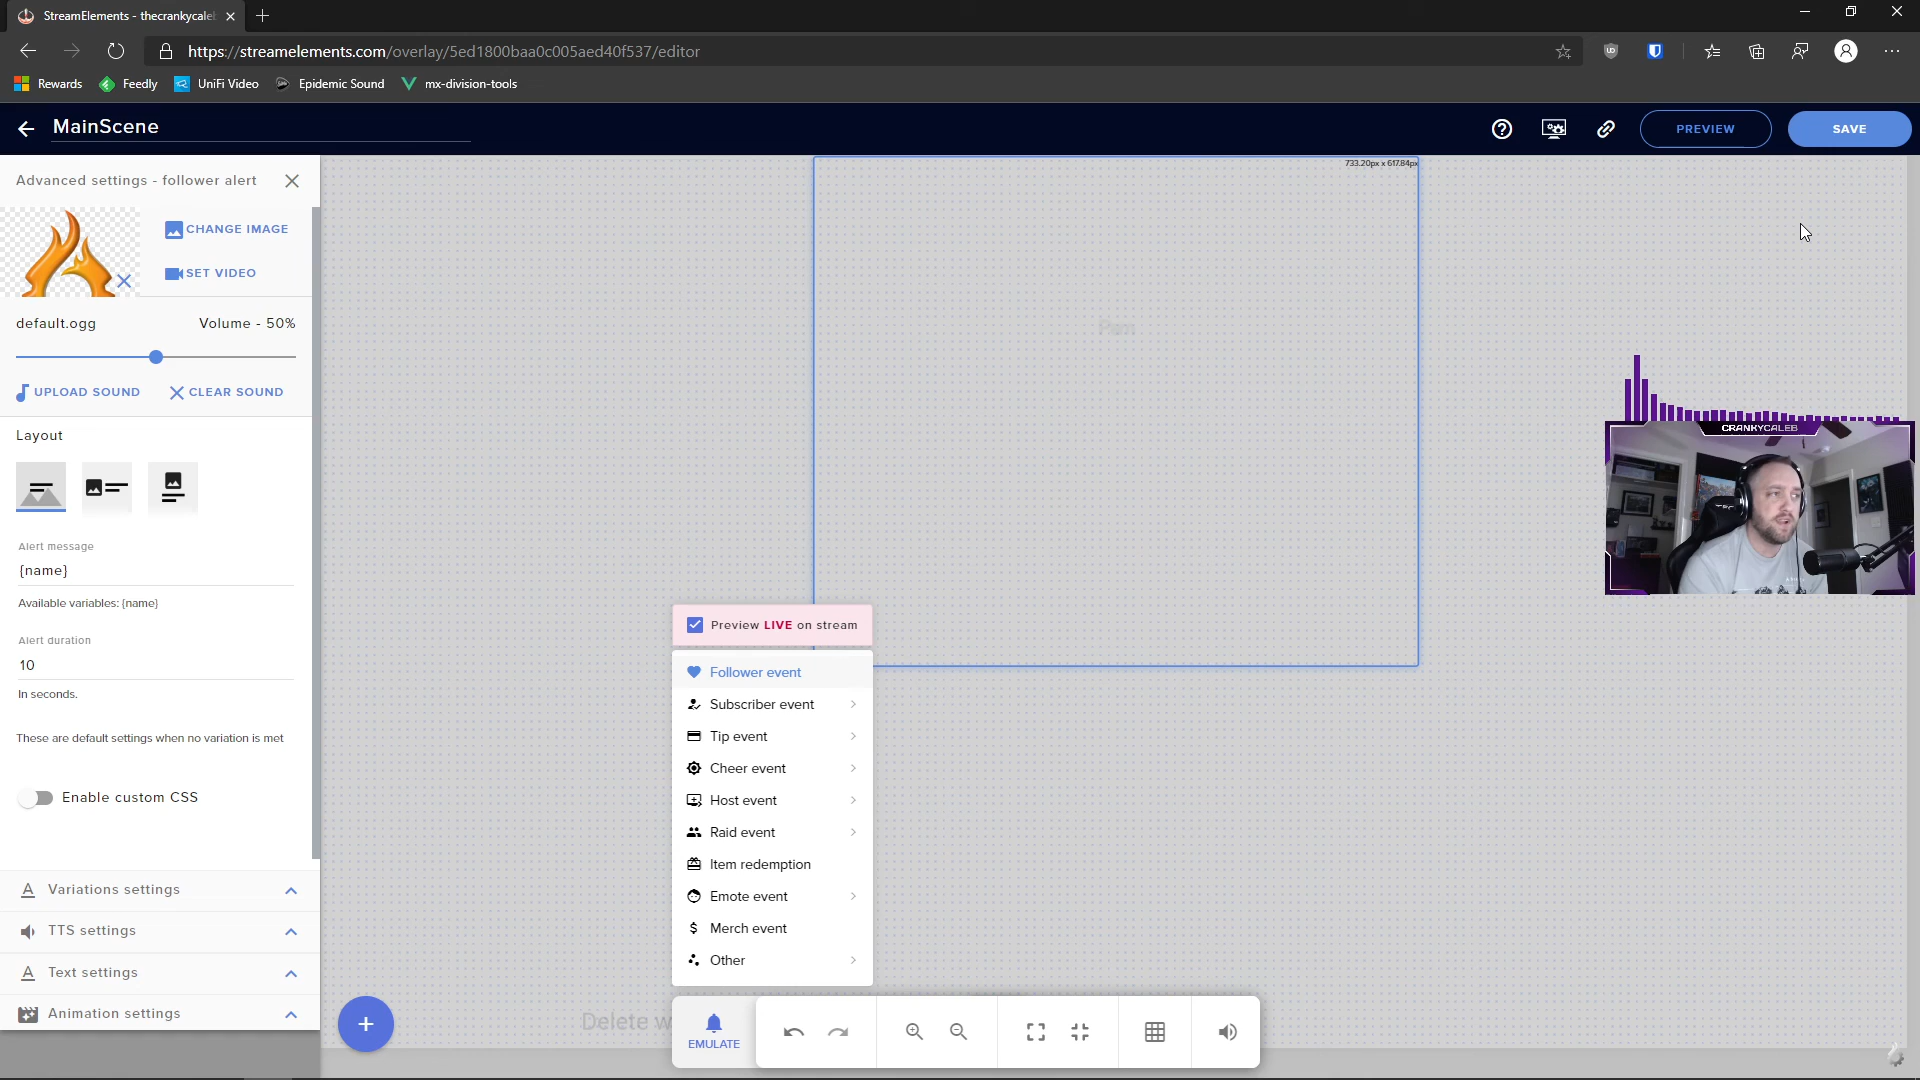 StreamElements - thecrankycaleb
https://streamelements.com/overlay/5ed1800baa0c005aed40f537/editor
Rewards
Feedly
UniFi Video
Epidemic Sound
mx-division-tools
MainScene
PREVIEW
SAVE
Advanced settings - follower alert
733.20px x 617.84px
CHANGE IMAGE
SET VIDEO
default.ogg
Volume - 50%
UPLOAD SOUND
CLEAR SOUND
Layout
CRANKYCALEB
Alert message
{name}
Available variables: {name}
Alert duration
10
In seconds.
These are default settings when no variation is met
Enable custom CSS
Variations settings
TTS settings
Text settings
Animation settings
Preview LIVE on stream
Follower event
Subscriber event
Tip event
Cheer event
Host event
Raid event
Item redemption
Emote event
Merch event
Other
Delete w
EMULATE